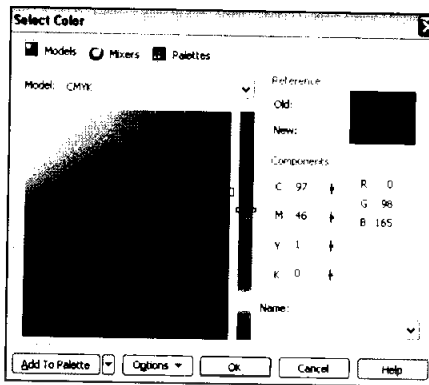 Select Color
Models Mixers Palettes
Model: CMYK
Reference
Old:
New:
Components
C 97 R 0
G 98
M 46 B 165
Y 1
K 0
Name:
Add To Palette Options OK Cancel Help